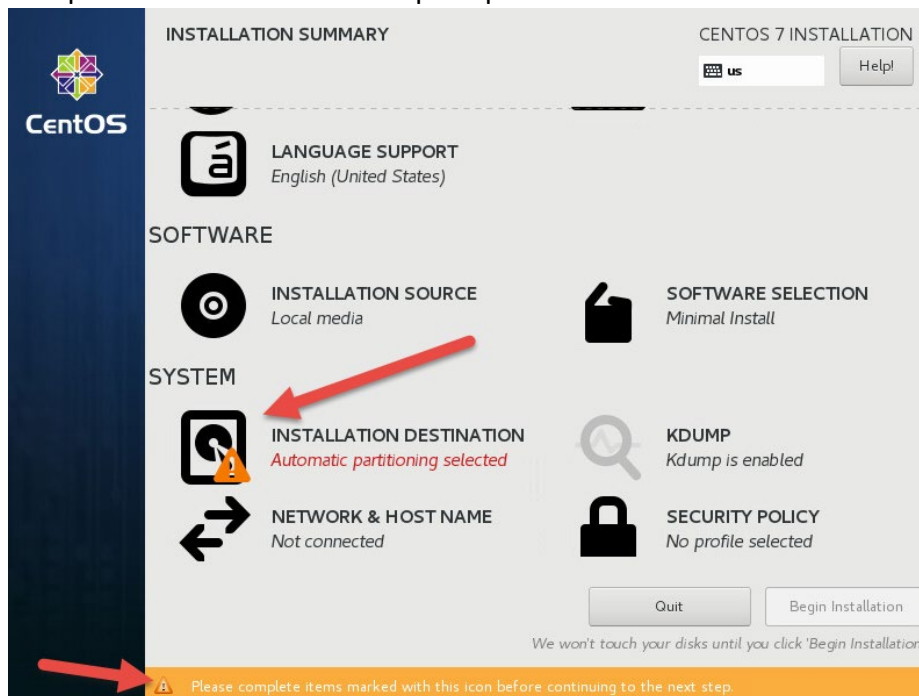 INSTALLATION SUMMARY
CENTOS 7 INSTALLATION
us
Help!
CentOS
LANGUAGE SUPPORT
English (United States)
SOFTWARE
INSTALLATION SOURCE
Local media
SOFTWARE SELECTION
Minimal Install
SYSTEM
INSTALLATION DESTINATION
Automatic partitioning selected
KDUMP
Kdump is enabled
NETWORK & HOST NAME
Not connected
SECURITY POLICY
No profile selected
Quit
Begin Installation
We won't touch your disks until you click 'Begin Installation
Please complete items marked with this icon before continuing to the next step.